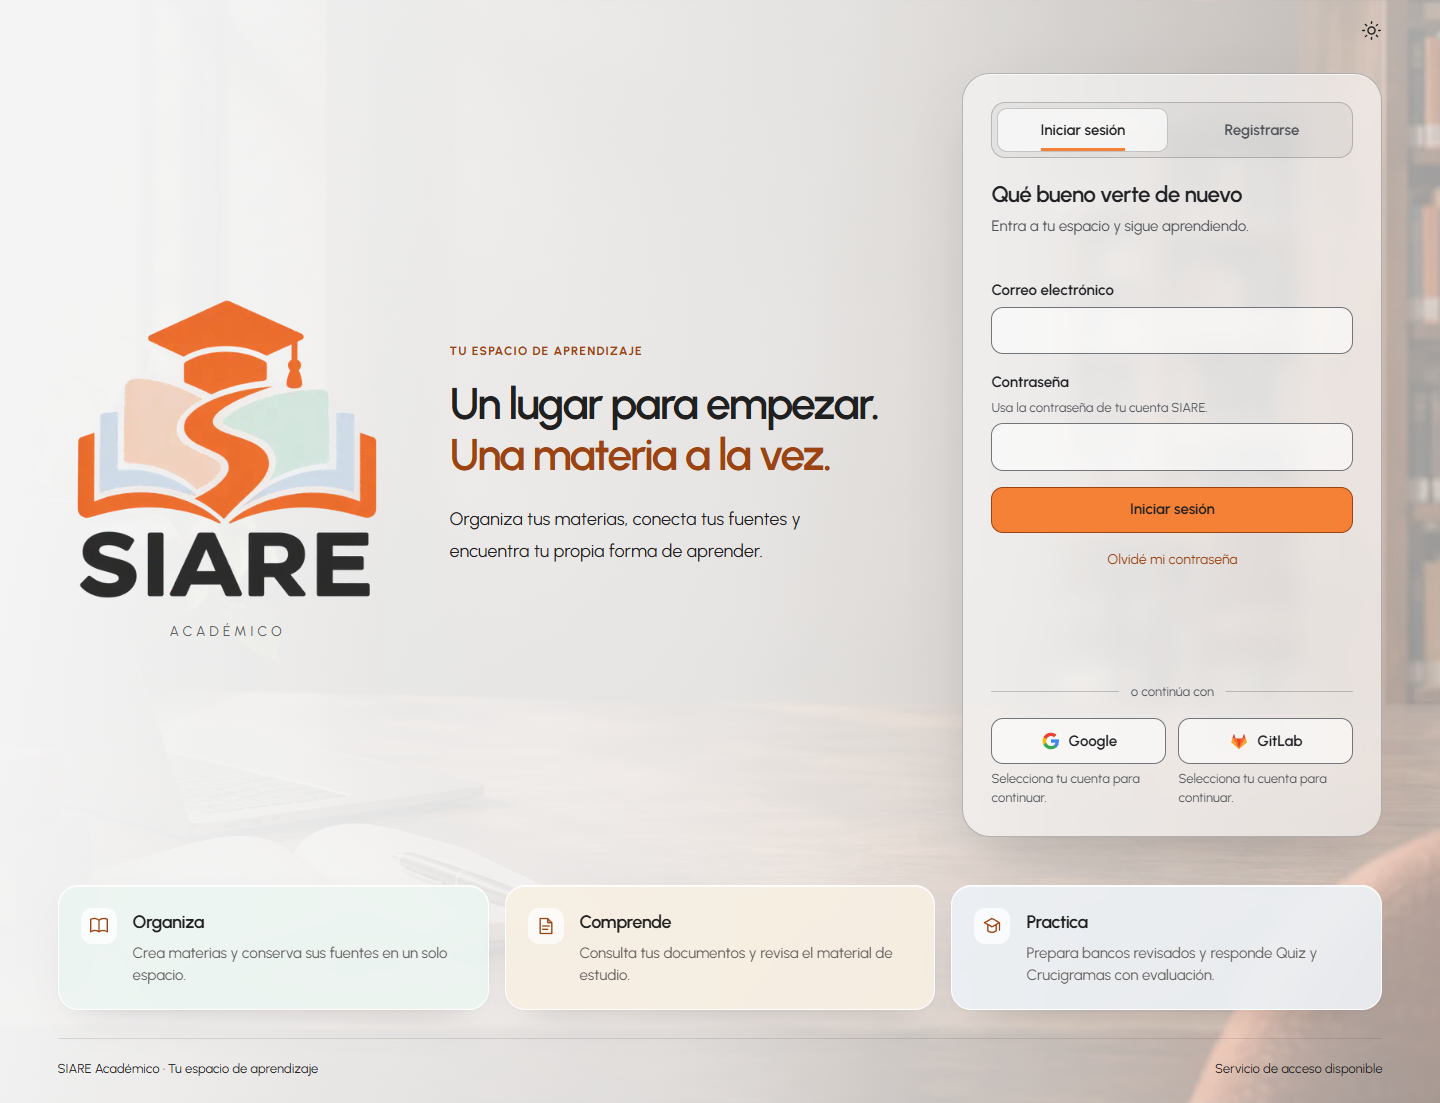 SIARE
ACADÉMICO
TU ESPACIO DE APRENDIZAJE
Un lugar para empezar.
Una materia a la vez.
Organiza tus materias, conecta tus fuentes y
encuentra tu propia forma de aprender.
Iniciar sesión
Registrarse
Qué bueno verte de nuevo
Entra a tu espacio y sigue aprendiendo.
Correo electrónico
Contraseña
Usa la contraseña de tu cuenta SIARE.
Iniciar sesión
Olvidé mi contraseña
o continúa con
Google
Selecciona tu cuenta para
continuar.
GitLab
Selecciona tu cuenta para
continuar.
Organiza
Crea materias y conserva sus fuentes en un solo
espacio.
Comprende
Consulta tus documentos y revisa el material de
estudio.
Practica
Prepara bancos revisados y responde Quiz y
Crucigramas con evaluación.
SIARE Académico · Tu espacio de aprendizaje
Servicio de acceso disponible